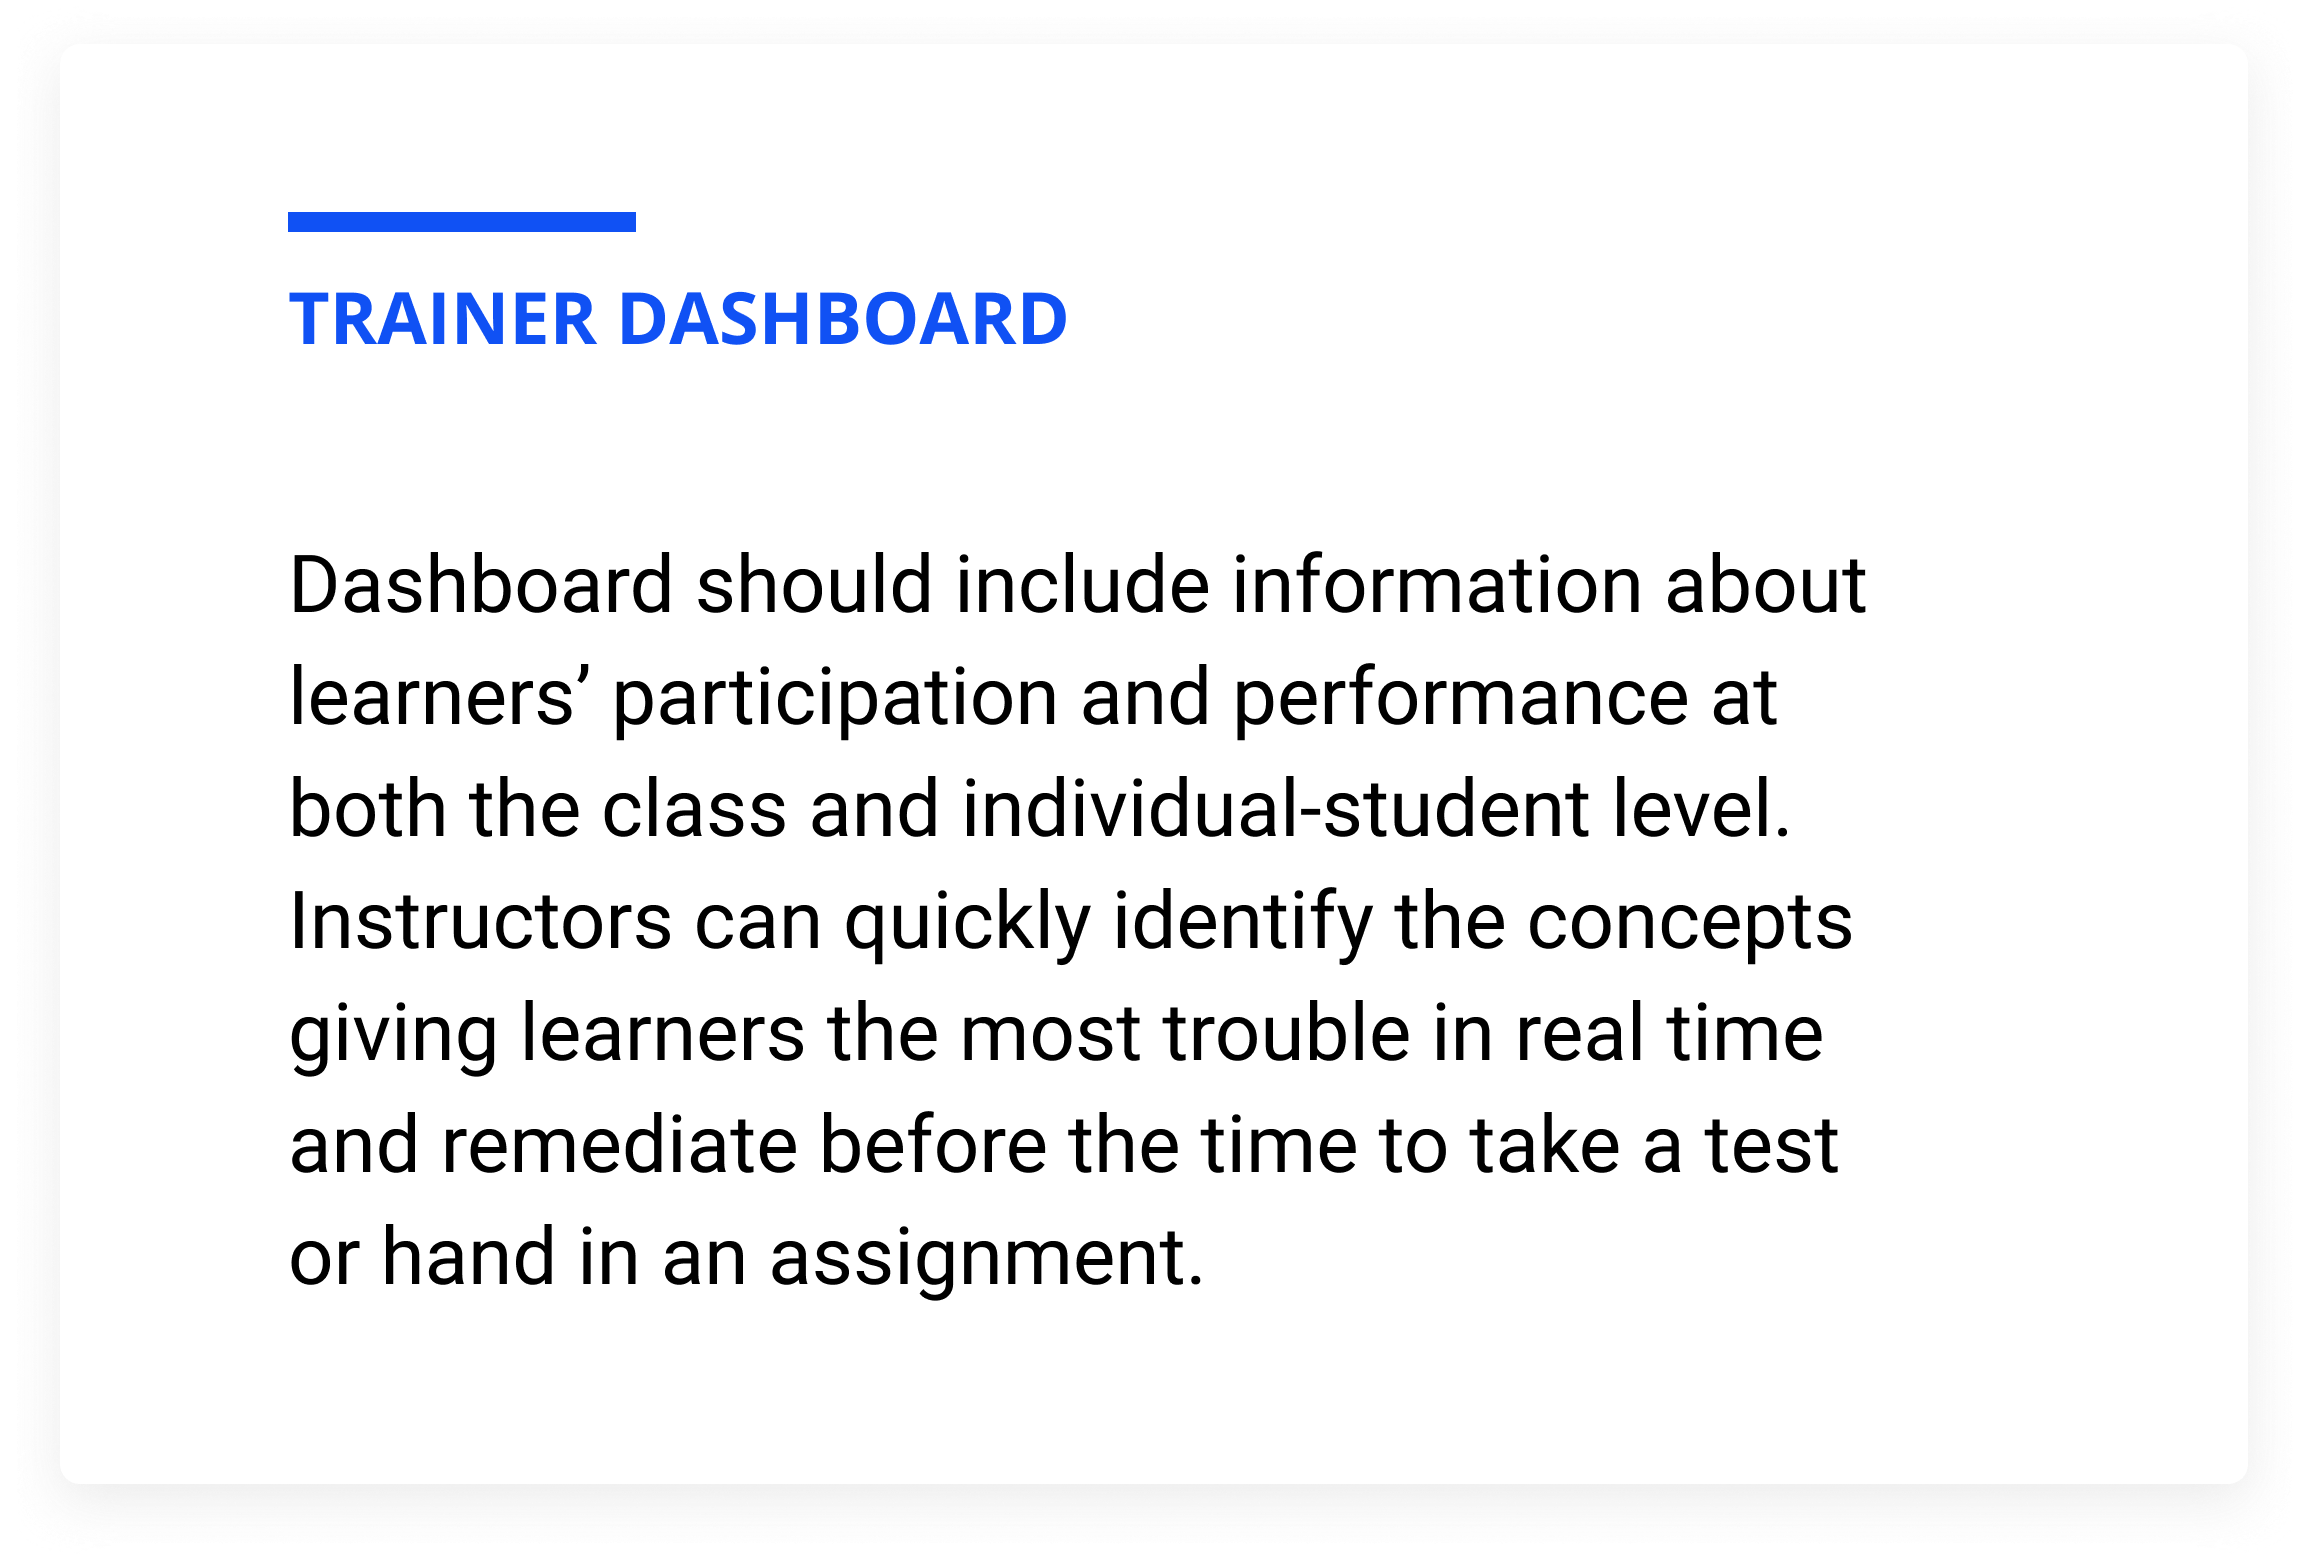 TRAINER DASHBOARD
Dashboard should include information about
learners’ participation and performance at
both the class and individual-student level.
Instructors can quickly identify the concepts
giving learners the most trouble in real time
and remediate before the time to take a test
or hand in an assignment.